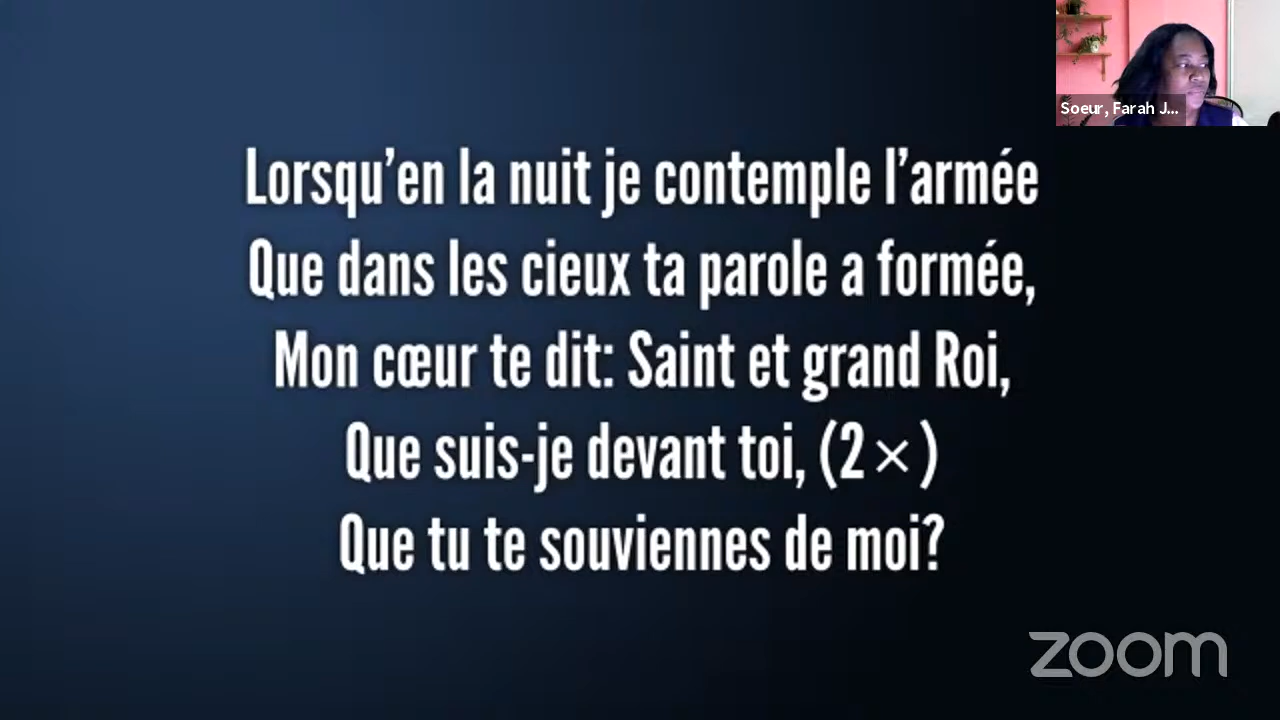 Soeur, Farah J...
Lorsqu'en la nuit je contemple l'armée
Que dans les cieux ta parole a formée,
Mon cœur te dit: Saint et grand Roi,
Que suis-je devant toi, (2×)
Que tu te souviennes de moi?
zoom